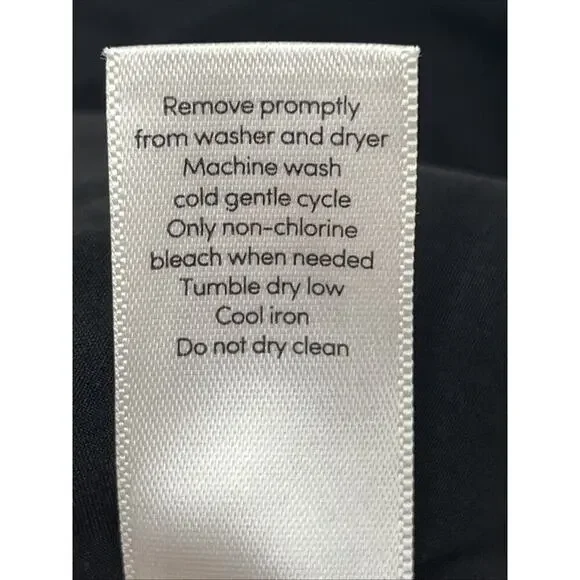 Remove promptly
from washer and dryer
Machine wash
cold gentle cycle
Only non-chlorine
bleach when needed
Tumble dry low
Cool iron
Do not dry clean